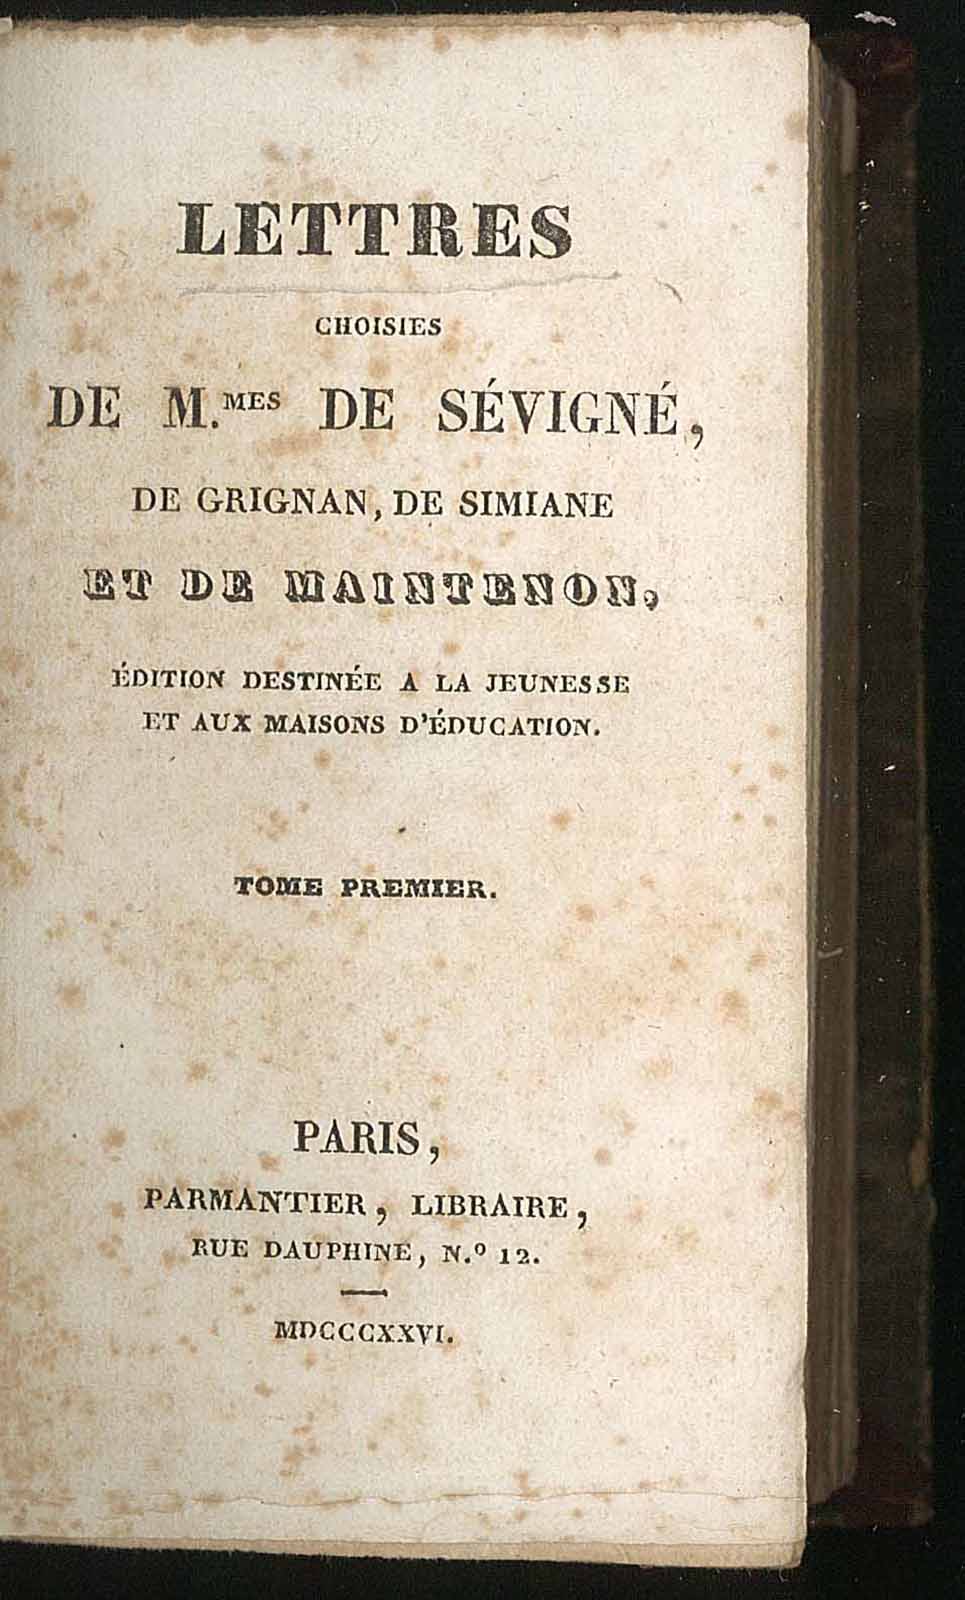 LETTRES
CHOISIES
DE M.MES DE SÉVIGNÉ,
DE GRIGNAN, DE SIMIANE
ET DE MAINTENON,
ÉDITION DESTINÉE A LA JEUNESSE
ET AUX MAISONS D'ÉDUCATION.
TOME PREMIER.
PARIS,
PARMANTIER, LIBRAIRE,
RUE DAUPHINE, N.º 12.
MDCCCXXVI.